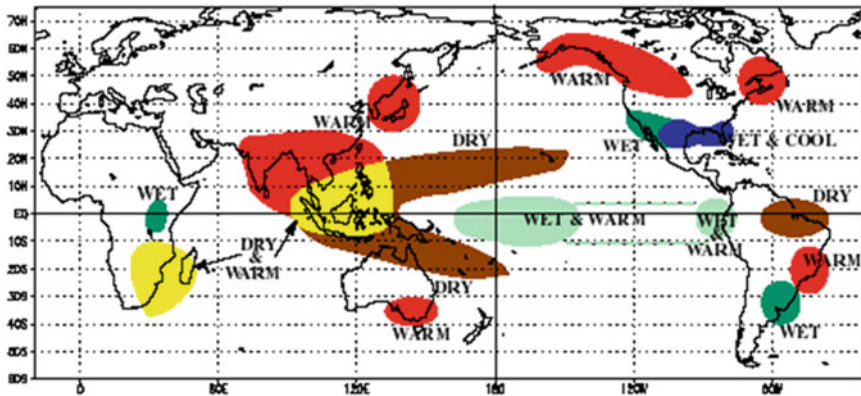 70N
60N
50N
40N
30N
20N
10N
EQ
10S
20S
30S
40S
50S
60S
0
60E
120E
180
120W
60W
WARM
WARM
WARM
DRY
WET
WET & COOL
WET
WET & WARM
WET
&
WARM
DRY
DRY
&
WARM
WARM
DRY
WARM
WET